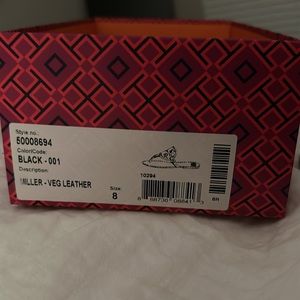 Style no.:
50008694
Color/Code:
BLACK - 001
Description:
MILLER - VEG LEATHER
Size:
8
10294